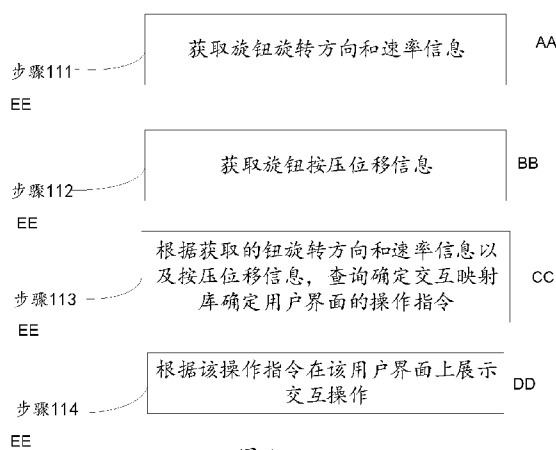 获取旋钮旋转方向和速率信息
AA
步骤111
EE
获取旋钮按压位移信息
BB
步骤112
EE
根据获取的钮旋转方向和速率信息以
及按压位移信息，查询确定交互映射
库确定用户界面的操作指令
CC
步骤113
EE
根据该操作指令在该用户界面上展示
交互操作
DD
步骤114
EE